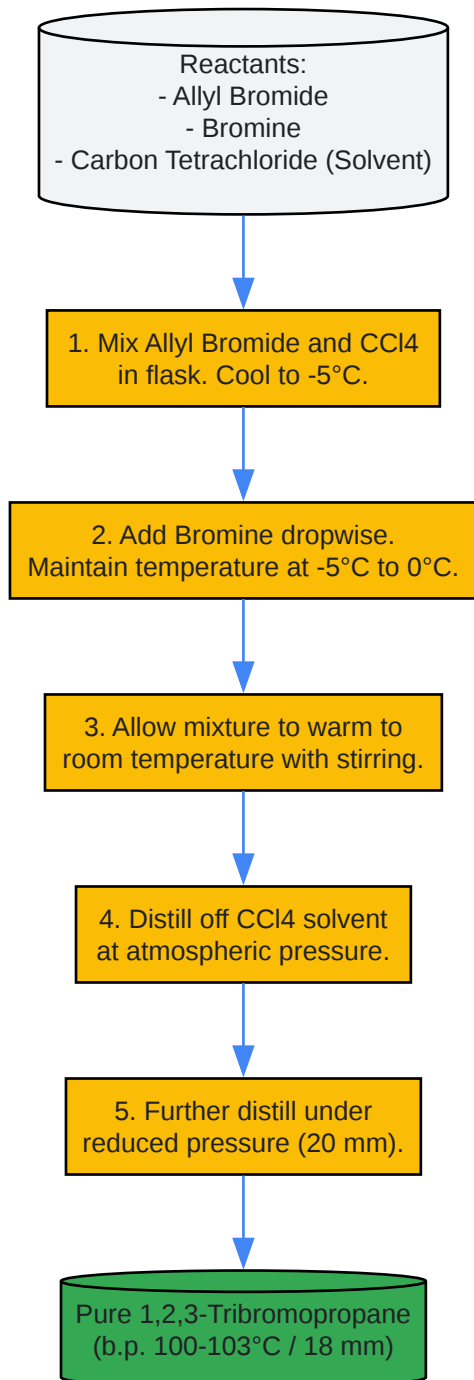 Reactants:
- Allyl Bromide
- Bromine
- Carbon Tetrachloride (Solvent)
1. Mix Allyl Bromide and CCl4
in flask. Cool to -5°C.
2. Add Bromine dropwise.
Maintain temperature at -5°C to 0°C.
3. Allow mixture to warm to
room temperature with stirring.
4. Distill off CCl4 solvent
at atmospheric pressure.
5. Further distill under
reduced pressure (20 mm).
Pure 1,2,3-Tribromopropane
(b.p. 100-103°C / 18 mm)